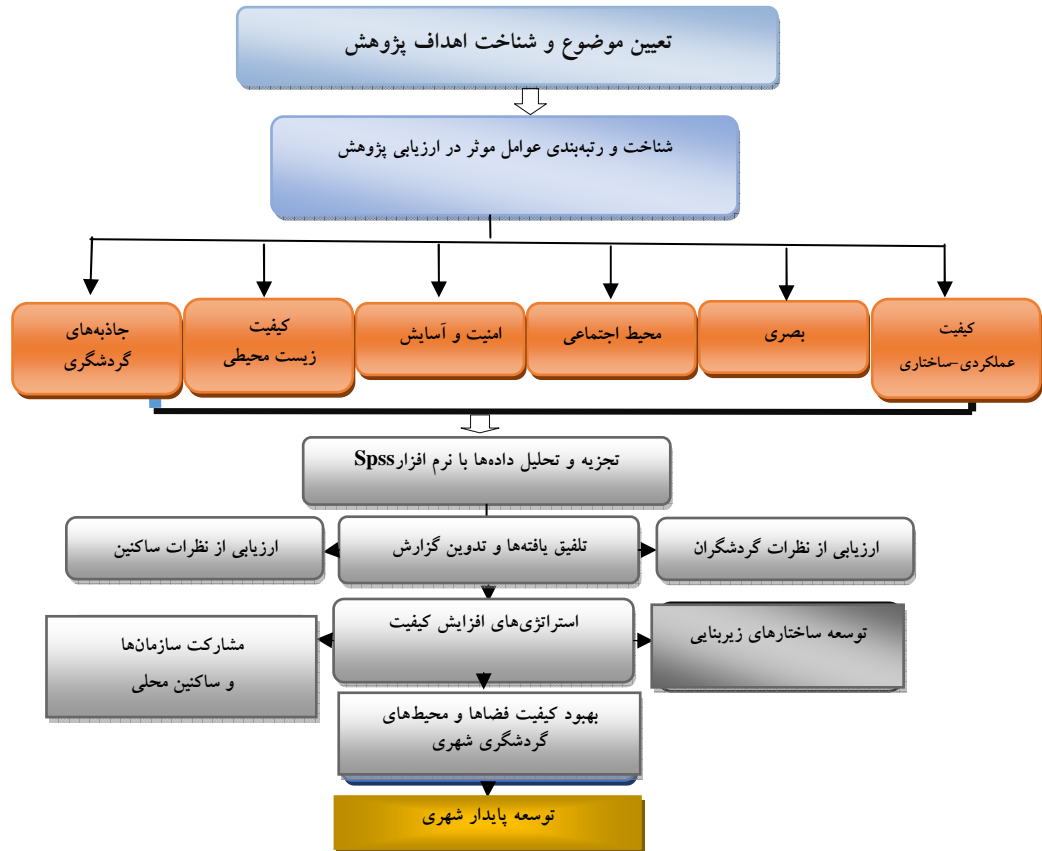 تعیین موضوع و شناخت اهداف پژوهش
شناخت و رتبه‌بندی عوامل موثر در ارزیابی پژوهش
کیفیت
عملکردی-ساختاری
بصری
محیط اجتماعی
امنیت و آسایش
کیفیت
زیست محیطی
جاذبه‌های
گردشگری
تجزیه و تحلیل داده‌ها با نرم افزارSpss
ارزیابی از نظرات گردشگران
تلفیق یافته‌ها و تدوین گزارش
ارزیابی از نظرات ساکنین
توسعه ساختارهای زیربنایی
استراتژی‌های افزایش کیفیت
مشارکت سازمان‌ها
و ساکنین محلی
بهبود کیفیت فضاها و محیط‌های
گردشگری شهری
توسعه پایدار شهری